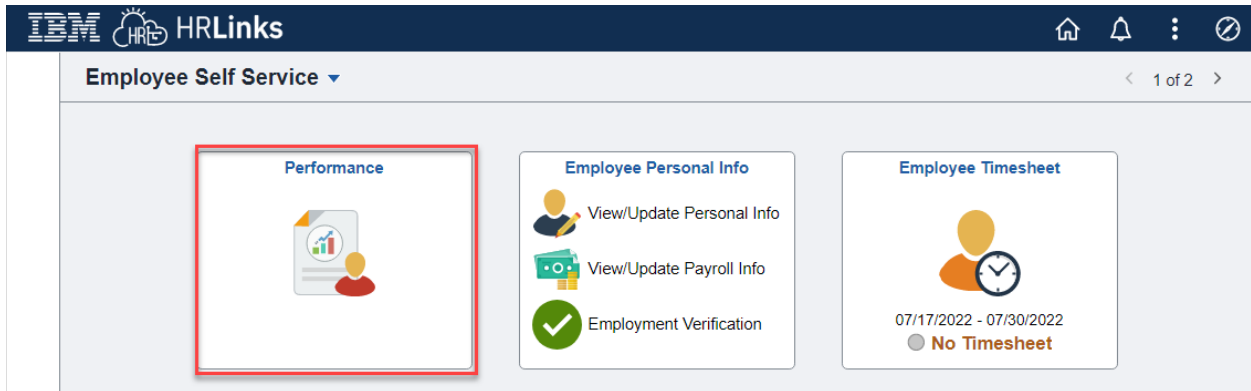 IBM HRLinks
Employee Self Service
1 of 2
Performance
Employee Personal Info
View/Update Personal Info
View/Update Payroll Info
Employment Verification
Employee Timesheet
07/17/2022 - 07/30/2022
No Timesheet